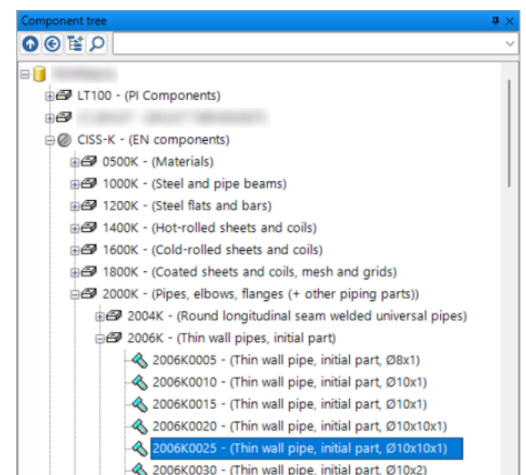 Component tree
LT100 - (PI Components)
CISS-K - (EN components)
0500K - (Materials)
1000K - (Steel and pipe beams)
1200K - (Steel flats and bars)
1400K - (Hot-rolled sheets and coils)
1600K - (Cold-rolled sheets and coils)
1800K - (Coated sheets and coils, mesh and grids)
2000K - (Pipes, elbows, flanges (+ other piping parts))
2004K - (Round longitudinal seam welded universal pipes)
2006K - (Thin wall pipes, initial part)
2006K0005 - (Thin wall pipe, initial part, Ø8x1)
2006K0010 - (Thin wall pipe, initial part, Ø10x1)
2006K0015 - (Thin wall pipe, initial part, Ø10x1)
2006K0020 - (Thin wall pipe, initial part, Ø10x10x1)
2006K0025 - (Thin wall pipe, initial part, Ø10x10x1)
2006K0030 - (Thin wall pipe, initial part, Ø10x2)